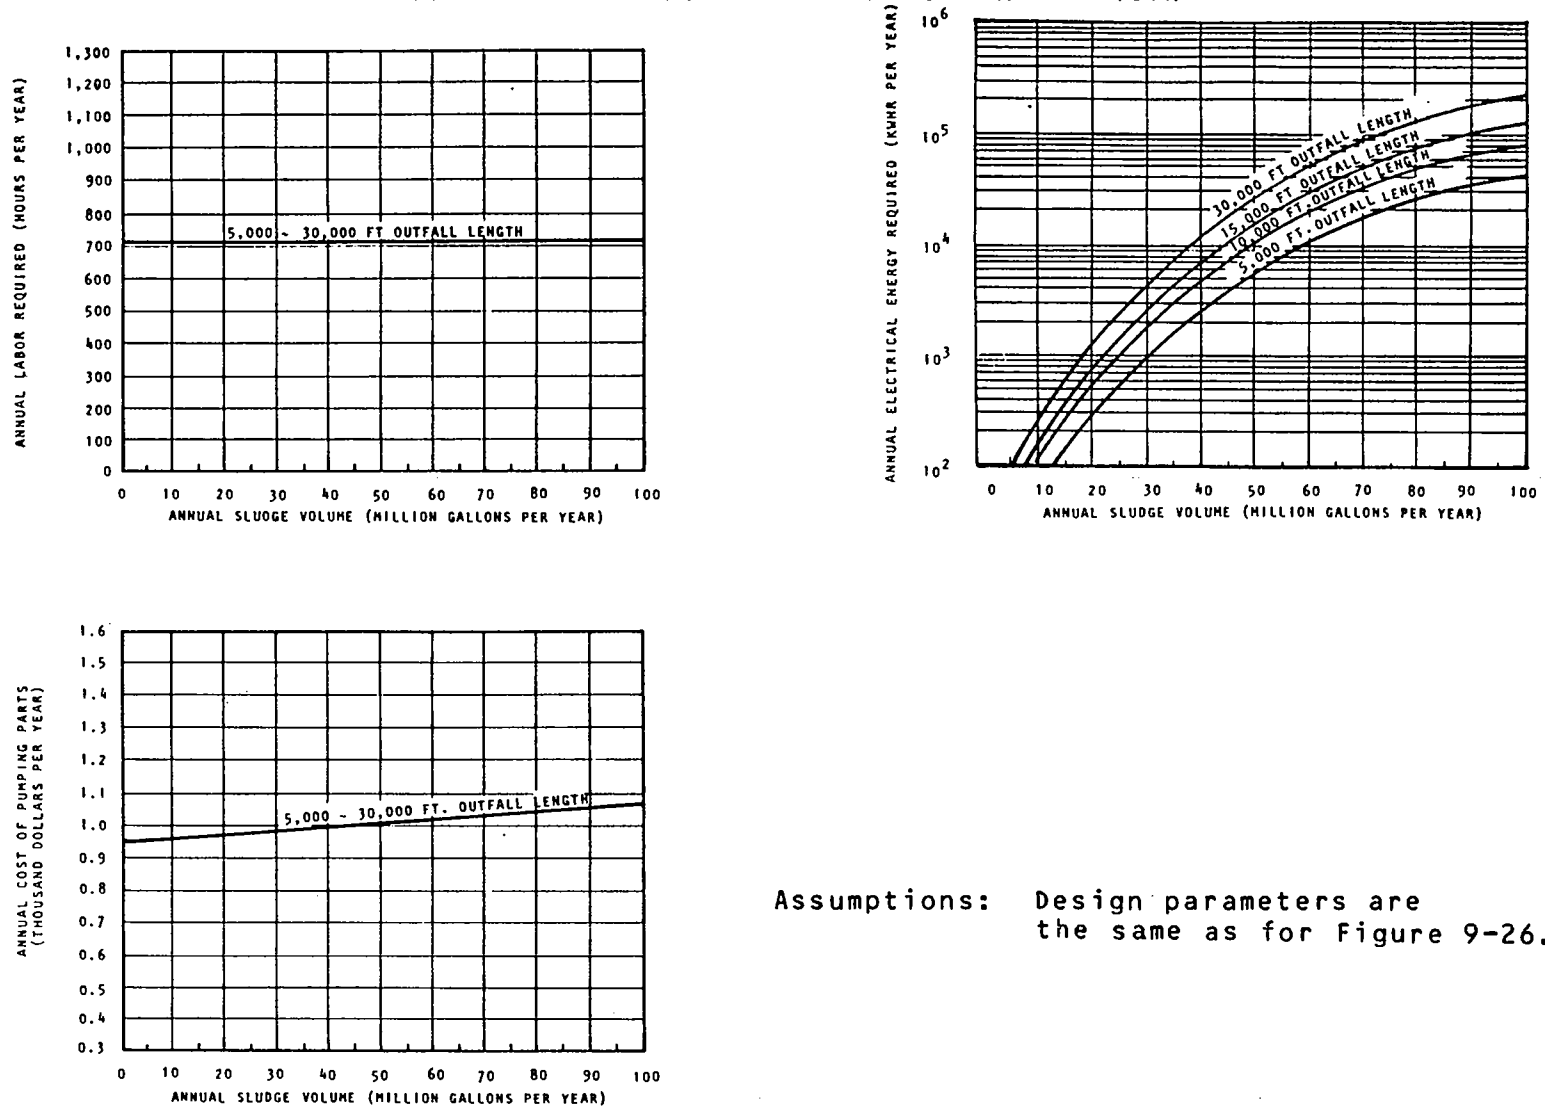 1,300
1,200
1,100
1,000
900
800
700
600
500
400
300
200
100
0
ANNUAL LABOR REQUIRED (HOURS PER YEAR)
5,000 ~ 30,000 FT OUTFALL LENGTH
0 10 20 30 40 50 60 70 80 90 100
ANNUAL SLUDGE VOLUME (MILLION GALLONS PER YEAR)
10^6
10^5
10^4
10^3
10^2
ANNUAL ELECTRICAL ENERGY REQUIRED (KWHR PER YEAR)
30,000 FT OUTFALL LENGTH
15,000 FT OUTFALL LENGTH
10,000 FT.OUTFALL LENGTH
5,000 FT.OUTFALL LENGTH
0 10 20 30 40 50 60 70 80 90 100
ANNUAL SLUDGE VOLUME (MILLION GALLONS PER YEAR)
1.6
1.5
1.4
1.3
1.2
1.1
1.0
0.9
0.8
0.7
0.6
0.5
0.4
0.3
ANNUAL COST OF PUMPING PARTS
(THOUSAND DOLLARS PER YEAR)
5,000 ~ 30,000 FT. OUTFALL LENGTH
0 10 20 30 40 50 60 70 80 90 100
ANNUAL SLUDGE VOLUME (MILLION GALLONS PER YEAR)
Assumptions: Design parameters are
the same as for Figure 9-26.